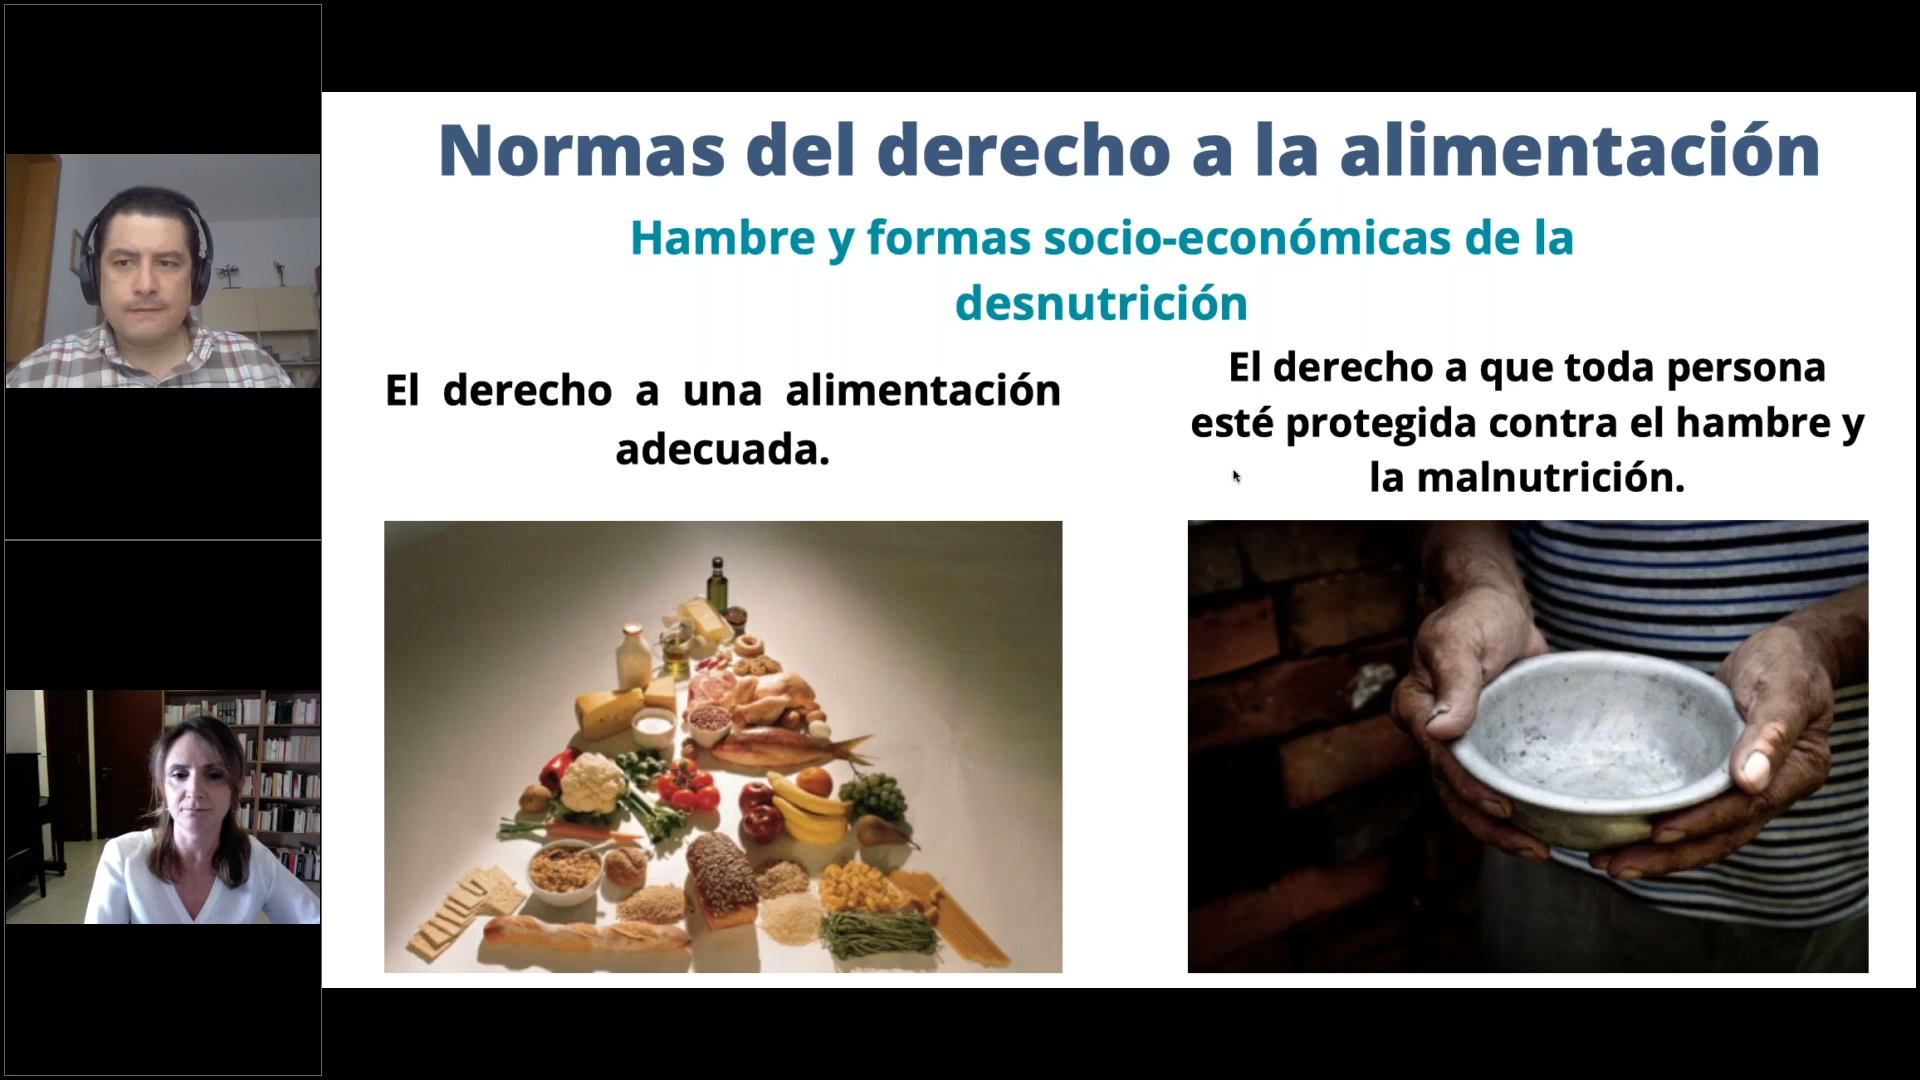 Normas del derecho a la alimentación
Hambre y formas socio-económicas de la
desnutrición
El derecho a una alimentación
adecuada.
El derecho a que toda persona
esté protegida contra el hambre y
la malnutrición.